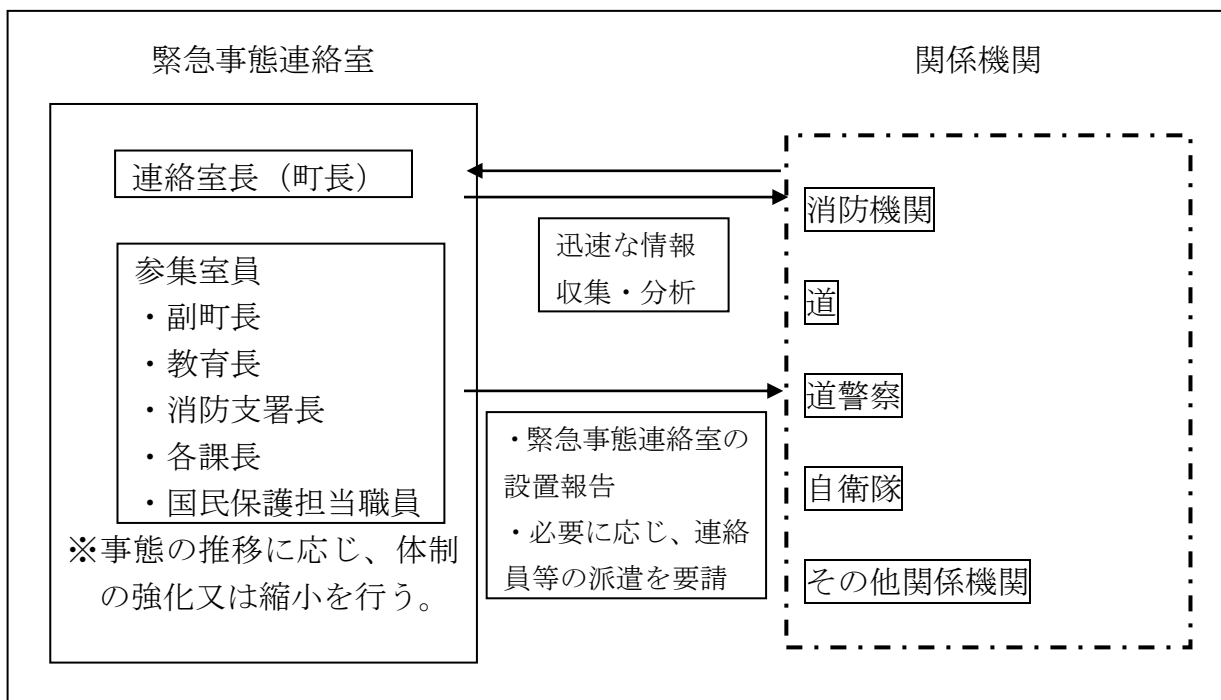 緊急事態連絡室
関係機関
連絡室長（町長）
参集室員
・副町長
・教育長
・消防支署長
・各課長
・国民保護担当職員
※事態の推移に応じ、体制
の強化又は縮小を行う。
迅速な情報
収集・分析
・緊急事態連絡室の
設置報告
・必要に応じ、連絡
員等の派遣を要請
消防機関
道
道警察
自衛隊
その他関係機関